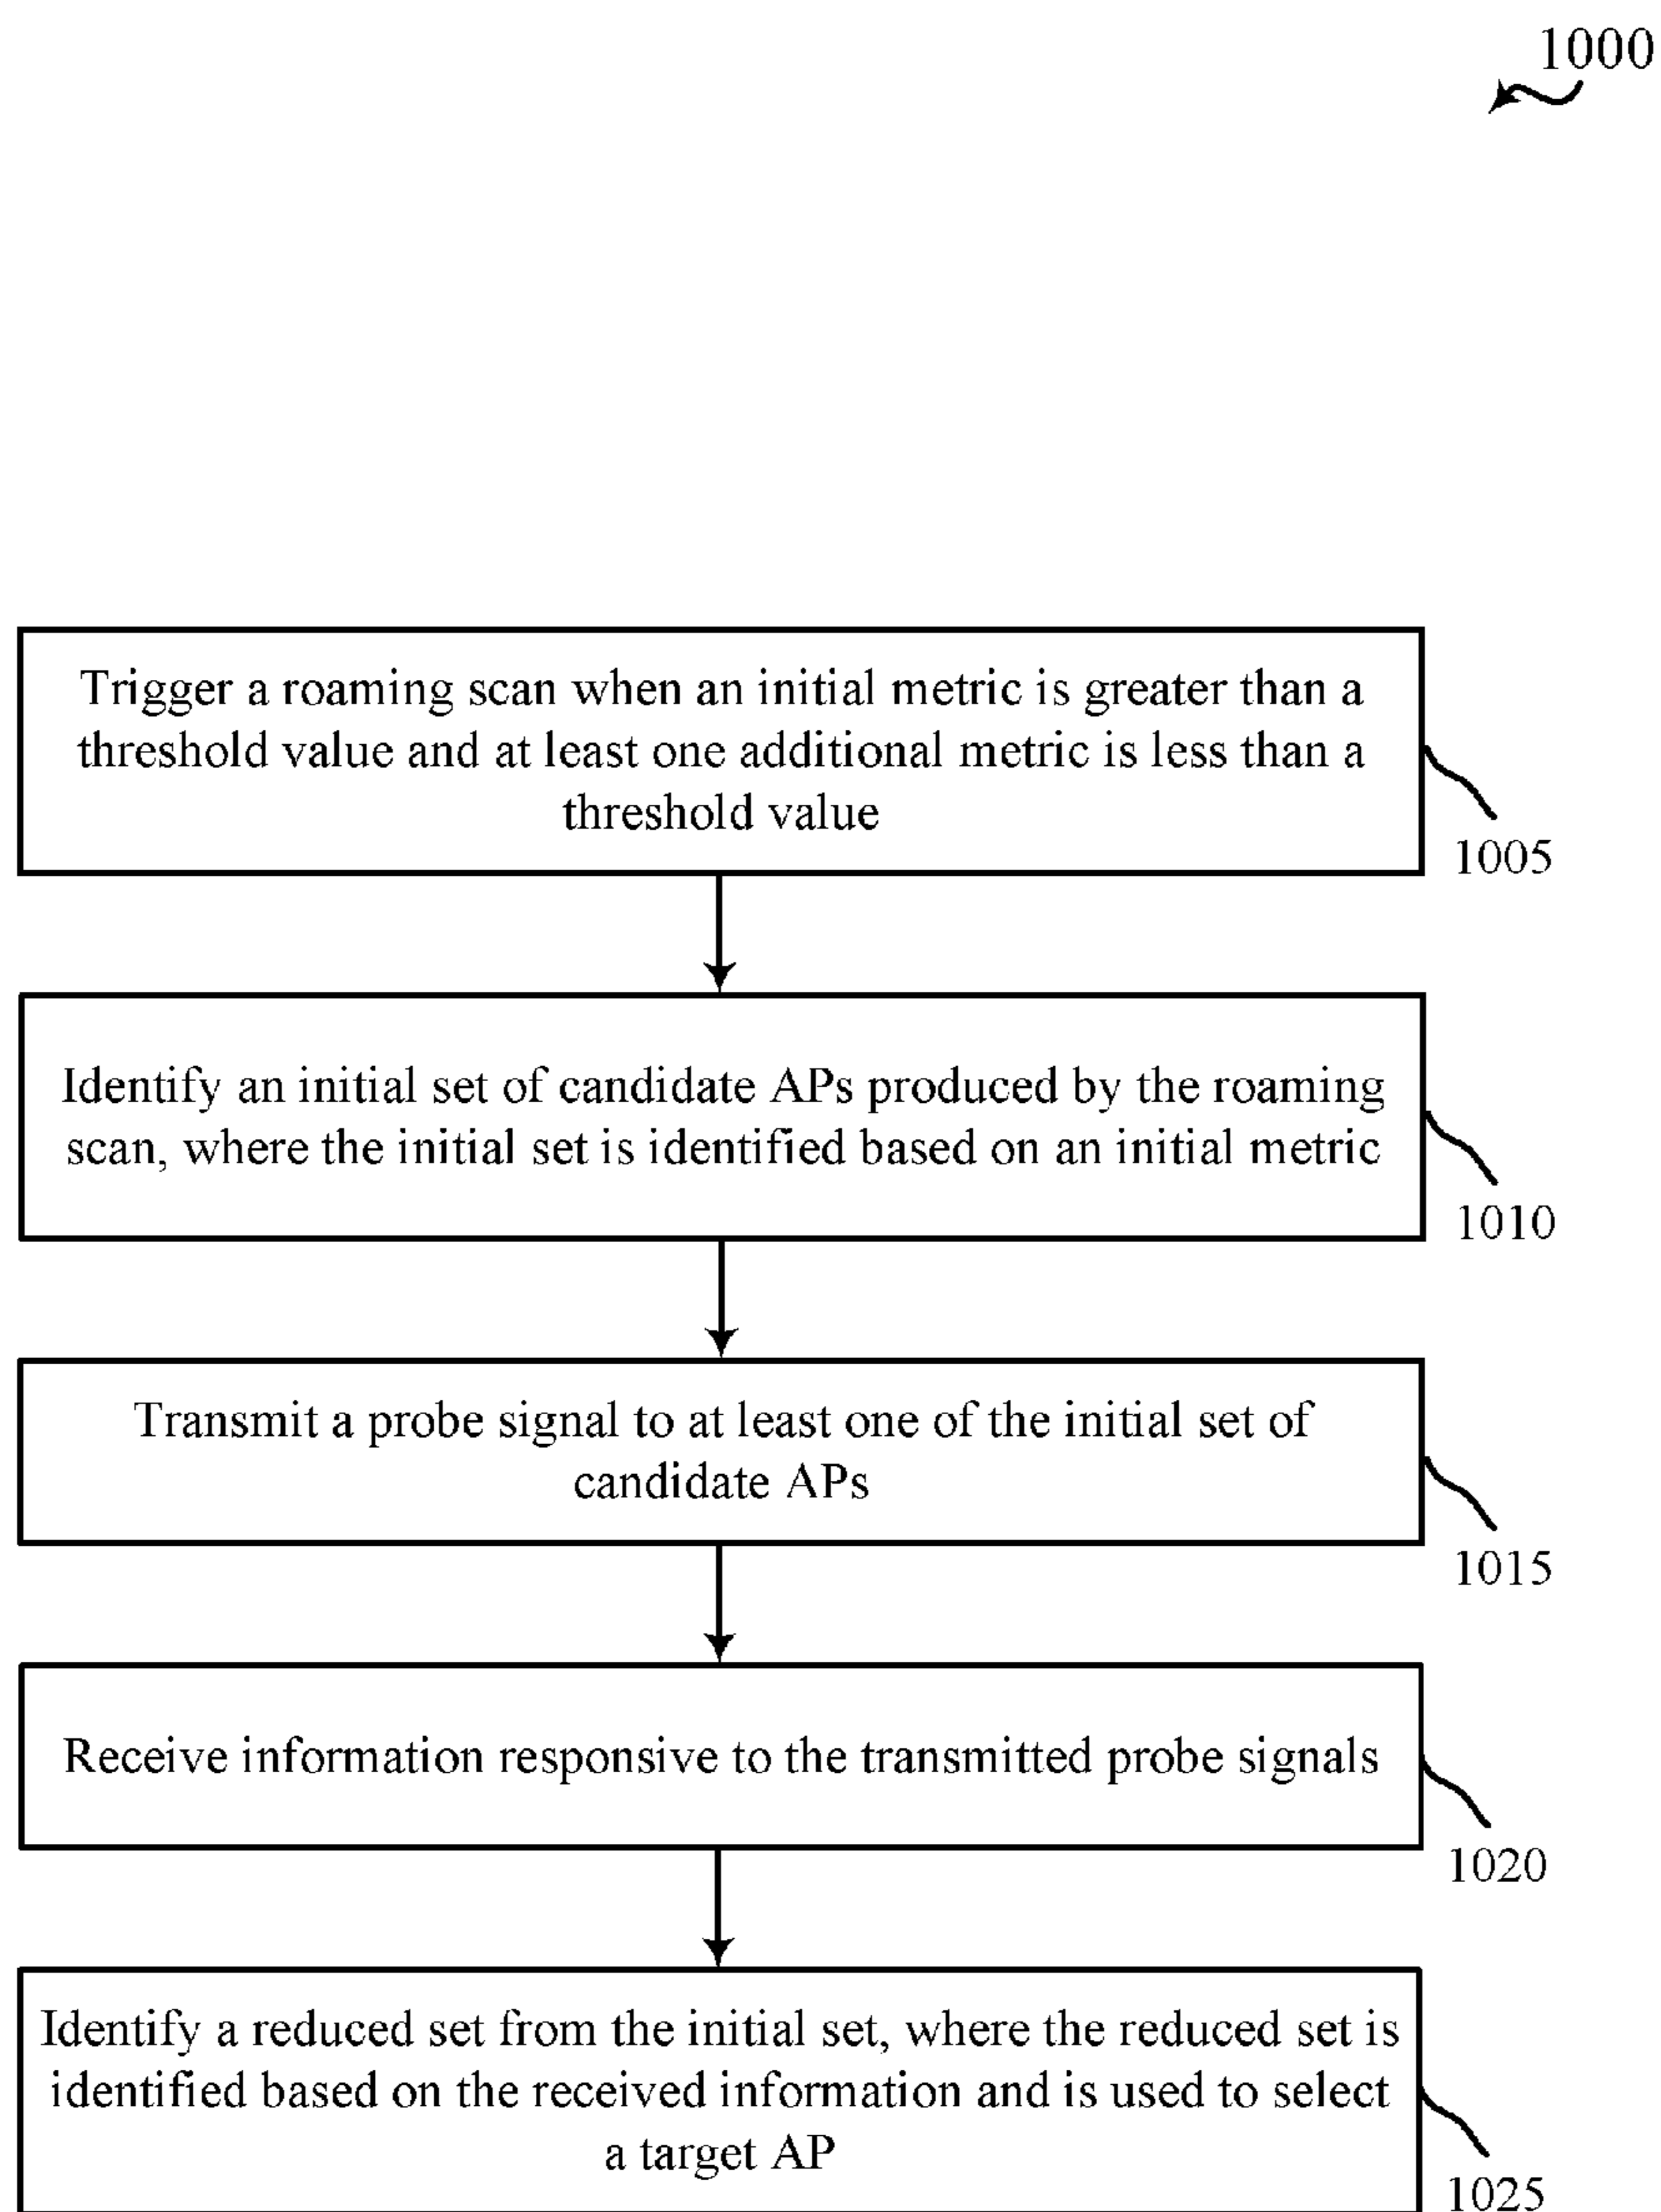 1000
Trigger a roaming scan when an initial metric is greater than a
threshold value and at least one additional metric is less than a
threshold value
1005
Identify an initial set of candidate APs produced by the roaming
scan, where the initial set is identified based on an initial metric
1010
Transmit a probe signal to at least one of the initial set of
candidate APs
1015
Receive information responsive to the transmitted probe signals
1020
Identify a reduced set from the initial set, where the reduced set is
identified based on the received information and is used to select
a target AP
1025